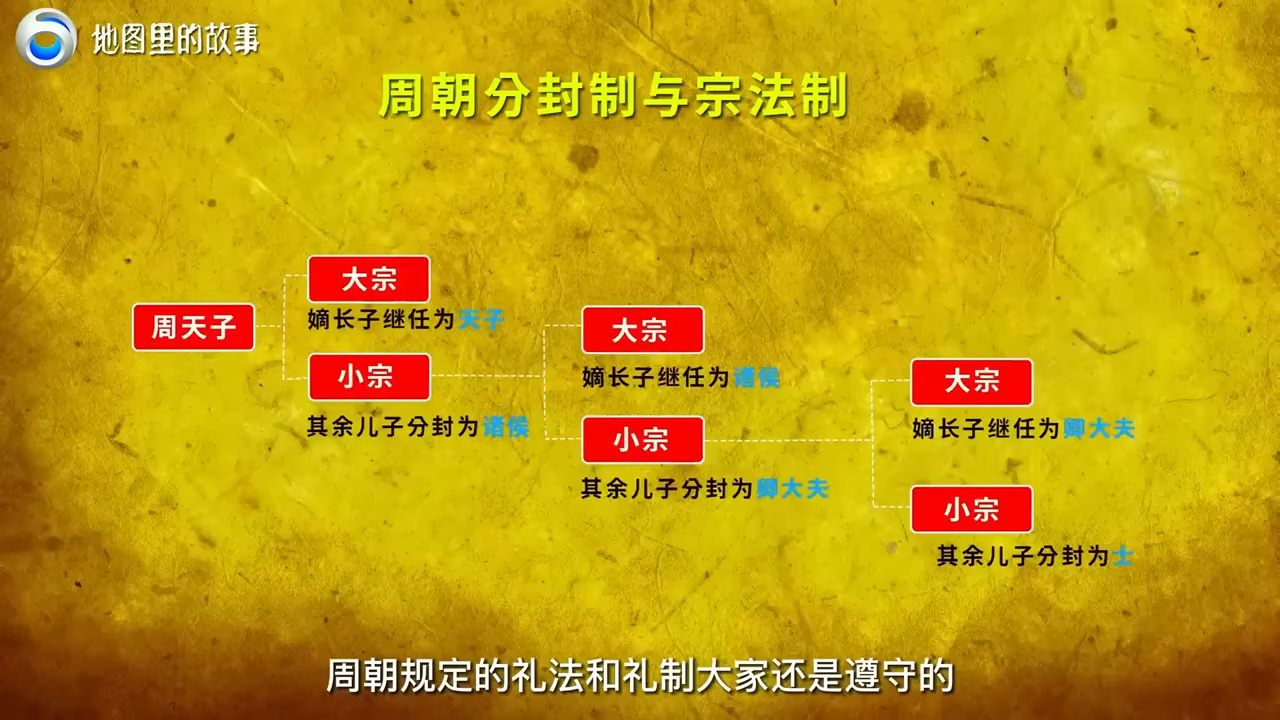 地图里的故事
周朝分封制与宗法制
周天子
大宗
嫡长子继任为天子
小宗
其余儿子分封为诸侯
大宗
嫡长子继任为诸侯
小宗
其余儿子分封为卿大夫
大宗
嫡长子继任为卿大夫
小宗
其余儿子分封为士
周朝规定的礼法和礼制大家还是遵守的